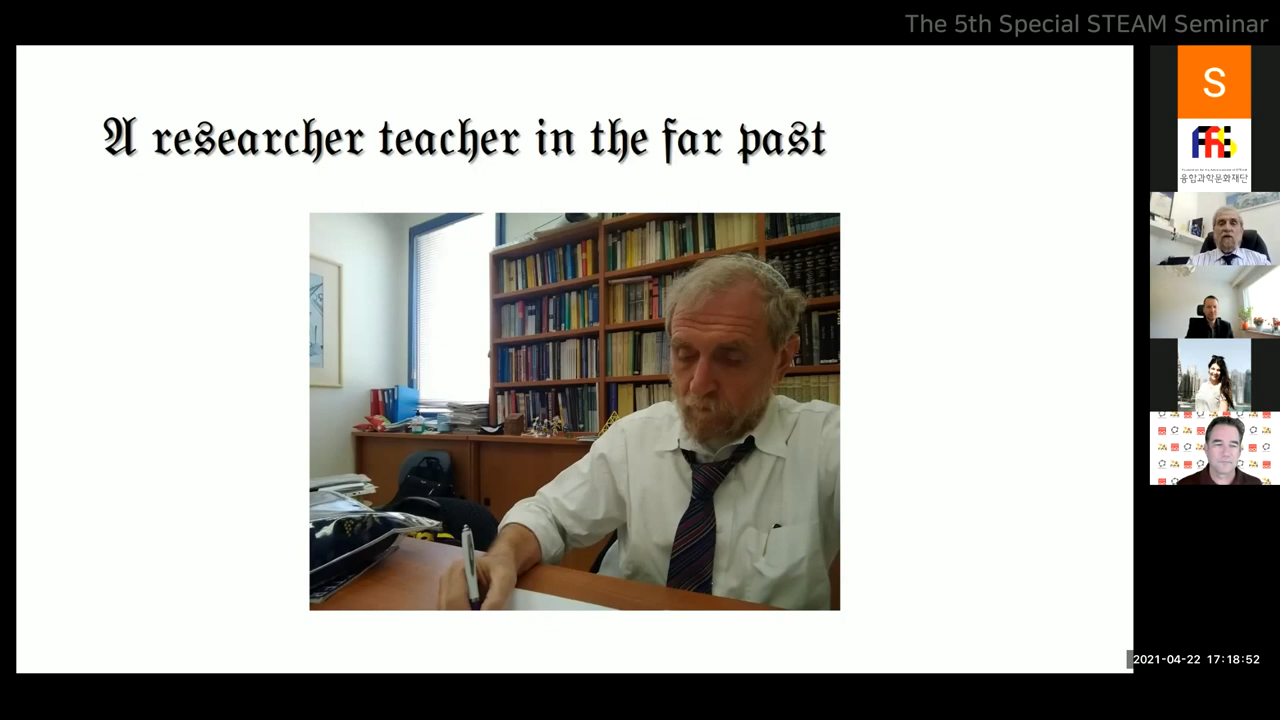 The 5th Special STEAM Seminar
A researcher teacher in the far past
S
융합과학문화재단
2021-04-22 17:18:52